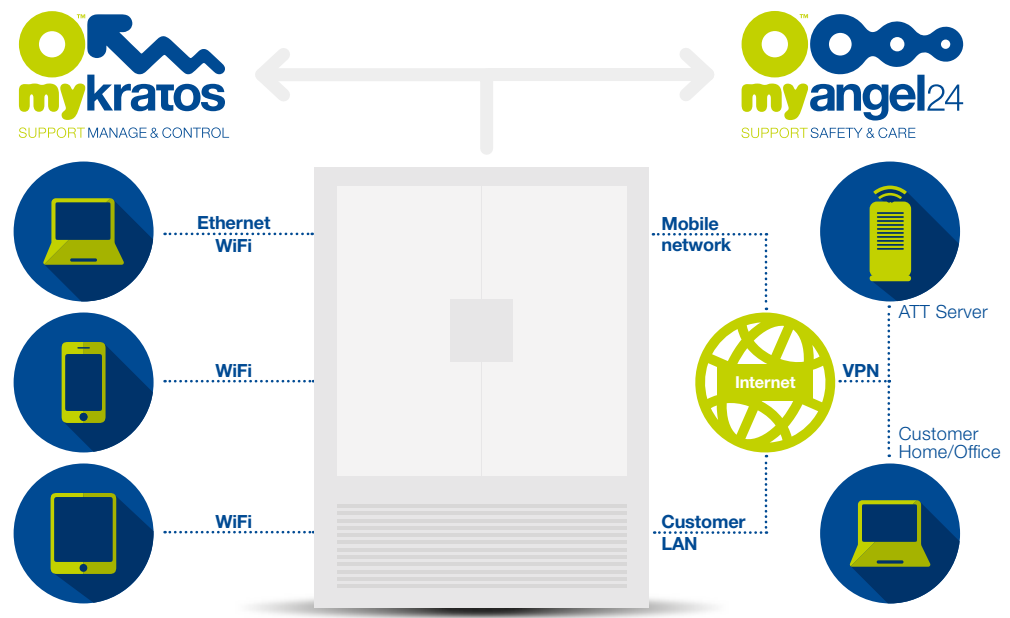 ™
mykratos
SUPPORT MANAGE & CONTROL
™
myangel24
SUPPORT SAFETY & CARE
Ethernet
WiFi
WiFi
WiFi
Mobile
network
Internet
VPN
Customer
LAN
ATT Server
Customer
Home/Office